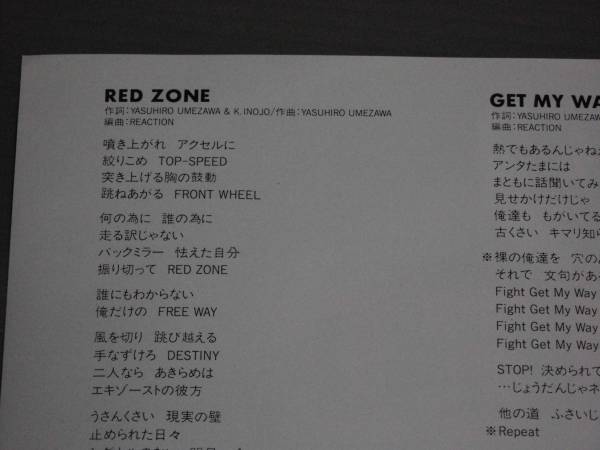 RED ZONE
作詞:YASUHIRO UMEZAWA & K.INOJO/作曲:YASUHIRO UMEZAWA
編曲:REACTION
噴き上がれ アクセルに
絞りこめ TOP-SPEED
突き上げる胸の鼓動
跳ねあがる FRONT WHEEL
何の為に 誰の為に
走る訳じゃない
バックミラー 怯えた自分
振り切って RED ZONE
誰にもわからない
俺だけの FREE WAY
風を切り 跳び越える
手なずけろ DESTINY
二人なら あきらめは
エキゾーストの彼方
うさんくさい 現実の壁
止められた日々
GET MY WA
作詞:YASUHIRO UMEZAW
編曲:REACTION
熱でもあるんじゃねえ
アンタたまには
まともに話聞いてみ
見せかけだけじゃ
俺達も もがいてる
古くさい キマリ知ら
※裸の俺達を 穴の
それで 文句があ
Fight Get My Way
Fight Get My Way
Fight Get My Way
Fight Get My Way
STOP! 決められて
…じょうだんじゃネ
他の道 ふさいじ
※Repeat